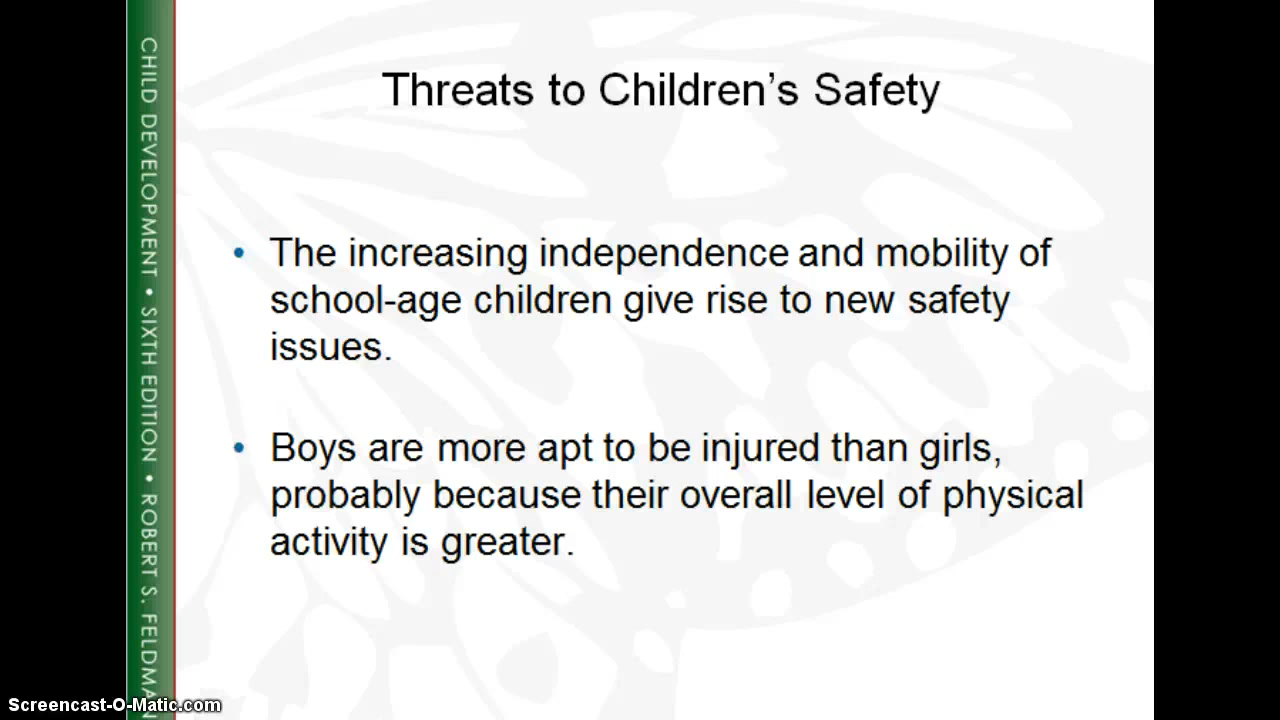 Threats to Children's Safety
• The increasing independence and mobility of
school-age children give rise to new safety
issues.
• Boys are more apt to be injured than girls,
probably because their overall level of physical
activity is greater.
CHILD DEVELOPMENT • SIXTH EDITION • ROBERT S. FELDMAN
Screencast-O-Matic.com